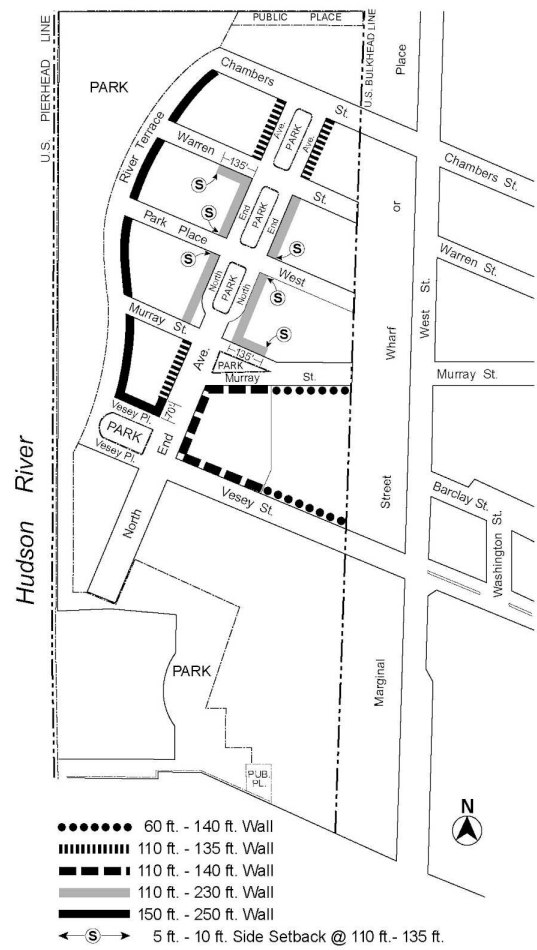 PUBLIC PLACE
U.S. PIERHEAD LINE
U.S. BULKHEAD LINE
Place
PARK
Chambers
St.
Ave.
PARK
Ave.
River Terrace
Warren
135'
S
St.
Chambers St.
End
PARK
End
S
S
or
Park Place
S
West
Warren St.
North
PARK
North
S
West St.
Murray St.
S
135'
Wharf
Ave.
PARK
Murray St.
Murray St.
70'
Vesey Pl.
PARK
Vesey Pl.
End
Vesey St.
Street
Barclay St.
Washington St.
North
Hudson River
PARK
Marginal
PUB.
PL.
N
60 ft. - 140 ft. Wall
110 ft. - 135 ft. Wall
110 ft. - 140 ft. Wall
110 ft. - 230 ft. Wall
150 ft. - 250 ft. Wall
S 5 ft. - 10 ft. Side Setback @ 110 ft.- 135 ft.